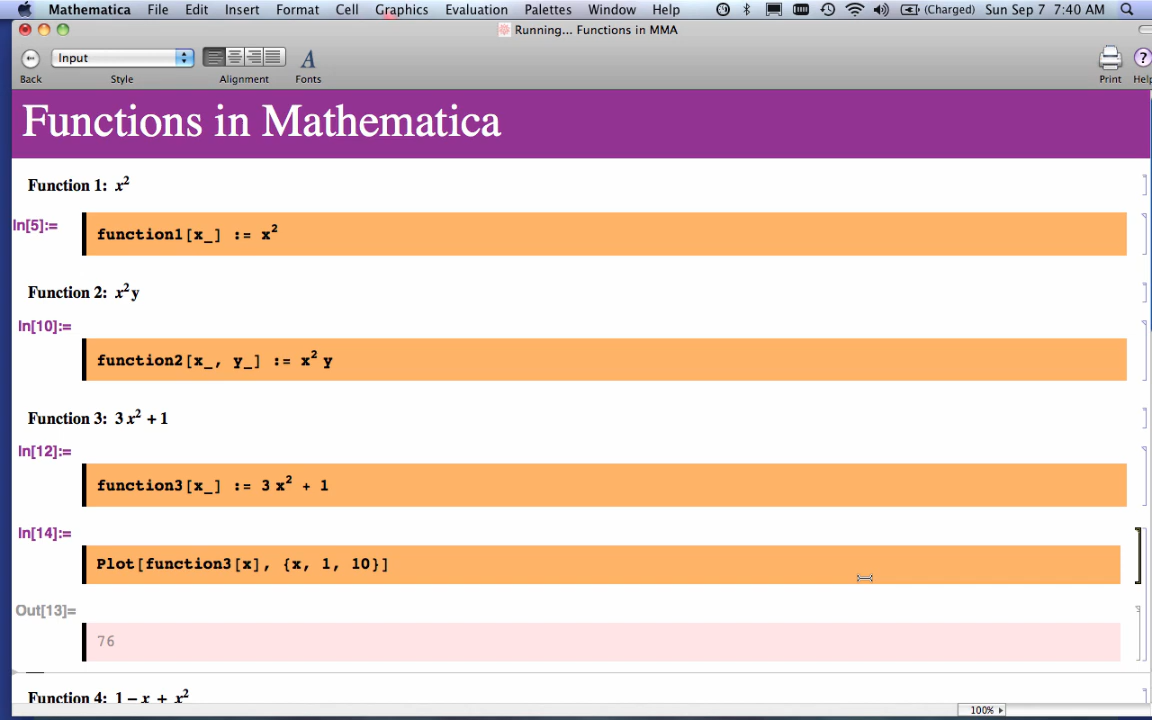 Mathematica File Edit Insert Format Cell Graphics Evaluation Palettes Window Help (Charged) Sun Sep 7 7:40 AM
Running... Functions in MMA
Input
Back Style Alignment Fonts Print Help
Functions in Mathematica
Function 1: x²
In[5]:= function1[x_] := x²
Function 2: x² y
In[10]:=
function2[x_, y_] := x² y
Function 3: 3 x² + 1
In[12]:=
function3[x_] := 3 x² + 1
In[14]:=
Plot[function3[x], {x, 1, 10}]
Out[13]=
76
Function 4: 1 − x + x²
100%